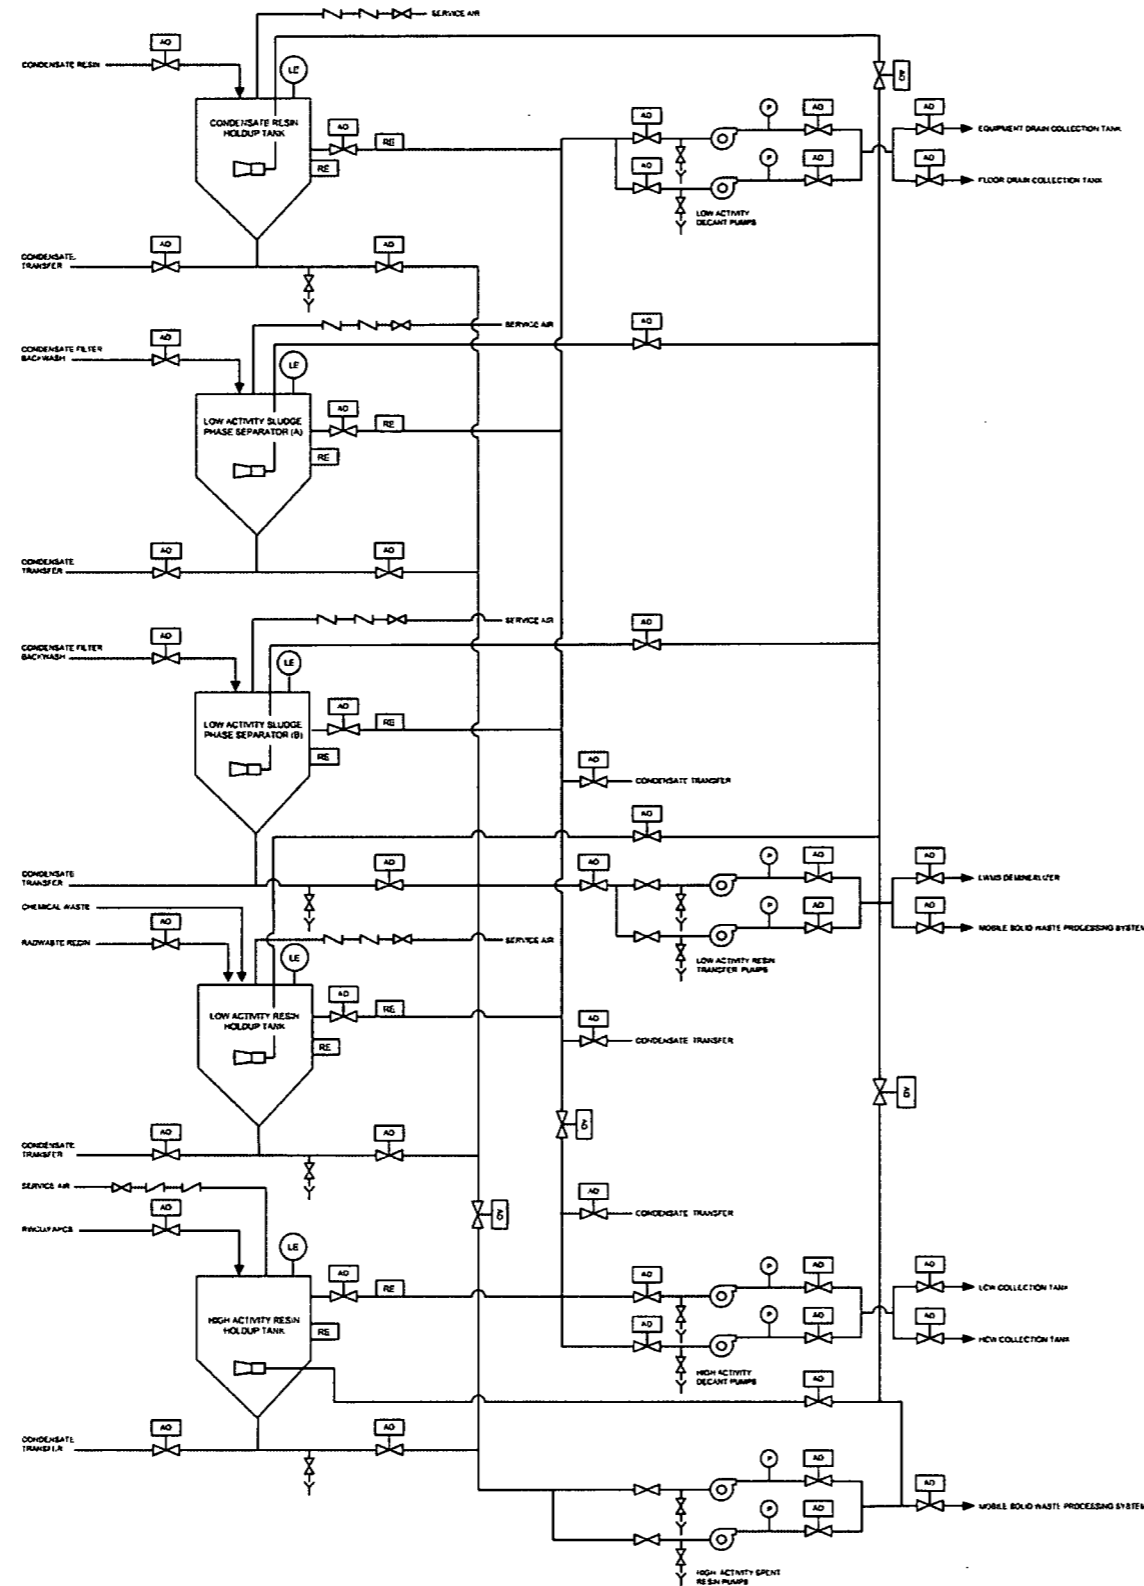 SERVICE AIR
AO
CONDENSATE RESIN
LE
AO
CONDENSATE RESIN
HOLDUP TANK
AO
RE
RE
AO
P
AO
AO
EQUIPMENT DRAIN COLLECTION TANK
AO
P
AO
AO
FLOOR DRAIN COLLECTION TANK
LOW ACTIVITY
DECANT PUMPS
CONDENSATE
TRANSFER
AO
AO
SERVICE AIR
AO
CONDENSATE FILTER
BACKWASH
AO
LE
LOW ACTIVITY SLUDGE
PHASE SEPARATOR (A)
AO
RE
RE
CONDENSATE
TRANSFER
AO
AO
SERVICE AIR
AO
CONDENSATE FILTER
BACKWASH
AO
LE
LOW ACTIVITY SLUDGE
PHASE SEPARATOR (B)
AO
RE
RE
AO
CONDENSATE TRANSFER
AO
CONDENSATE
TRANSFER
AO
AO
P
AO
AO
LWMS DEMINERLIZER
P
AO
AO
MOBILE SOLID WASTE PROCESSING SYSTEM
LOW ACTIVITY RESIN
TRANSFER PUMPS
CHEMICAL WASTE
RADWASTE REDIN
AO
SERVICE AIR
LE
LOW ACTIVITY RESIN
HOLDUP TANK
AO
RE
RE
AO
CONDENSATE TRANSFER
AO
AO
CONDENSATE
TRANSFER
AO
AO
SERVICE AIR
AO
AO
CONDENSATE TRANSFER
AO
LE
HIGH ACTIVITY RESIN
HOLDUP TANK
AO
RE
RE
AO
P
AO
AO
LCW COLLECTION TANK
AO
P
AO
AO
HCW COLLECTION TANK
HIGH ACTIVITY
DECANT PUMPS
AO
CONDENSATE
TRANSFER
AO
AO
P
AO
P
AO
AO
MOBILE SOLID WASTE PROCESSING SYSTEM
HIGH ACTIVITY SPENT
RESIN PUMPS